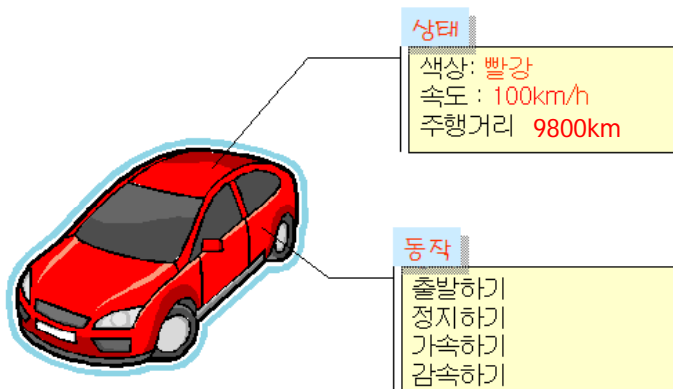 상태
색상: 빨강
속도 : 100km/h
주행거리 9800km
동작
출발하기
정지하기
가속하기
감속하기